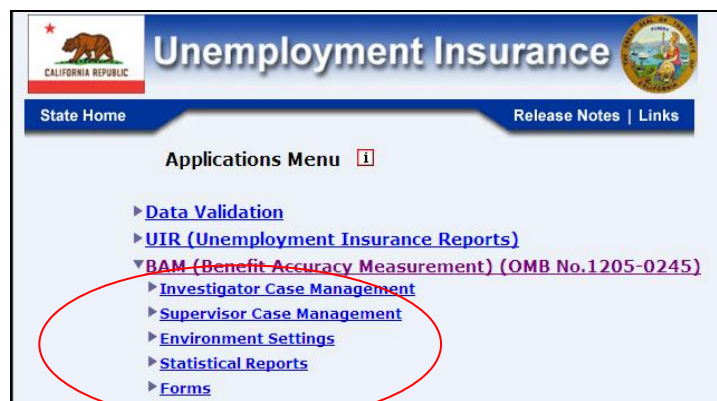 Unemployment Insurance
CALIFORNIA REPUBLIC
State Home
Release Notes | Links
Applications Menu i
Data Validation
UIR (Unemployment Insurance Reports)
BAM (Benefit Accuracy Measurement) (OMB No.1205-0245)
Investigator Case Management
Supervisor Case Management
Environment Settings
Statistical Reports
Forms